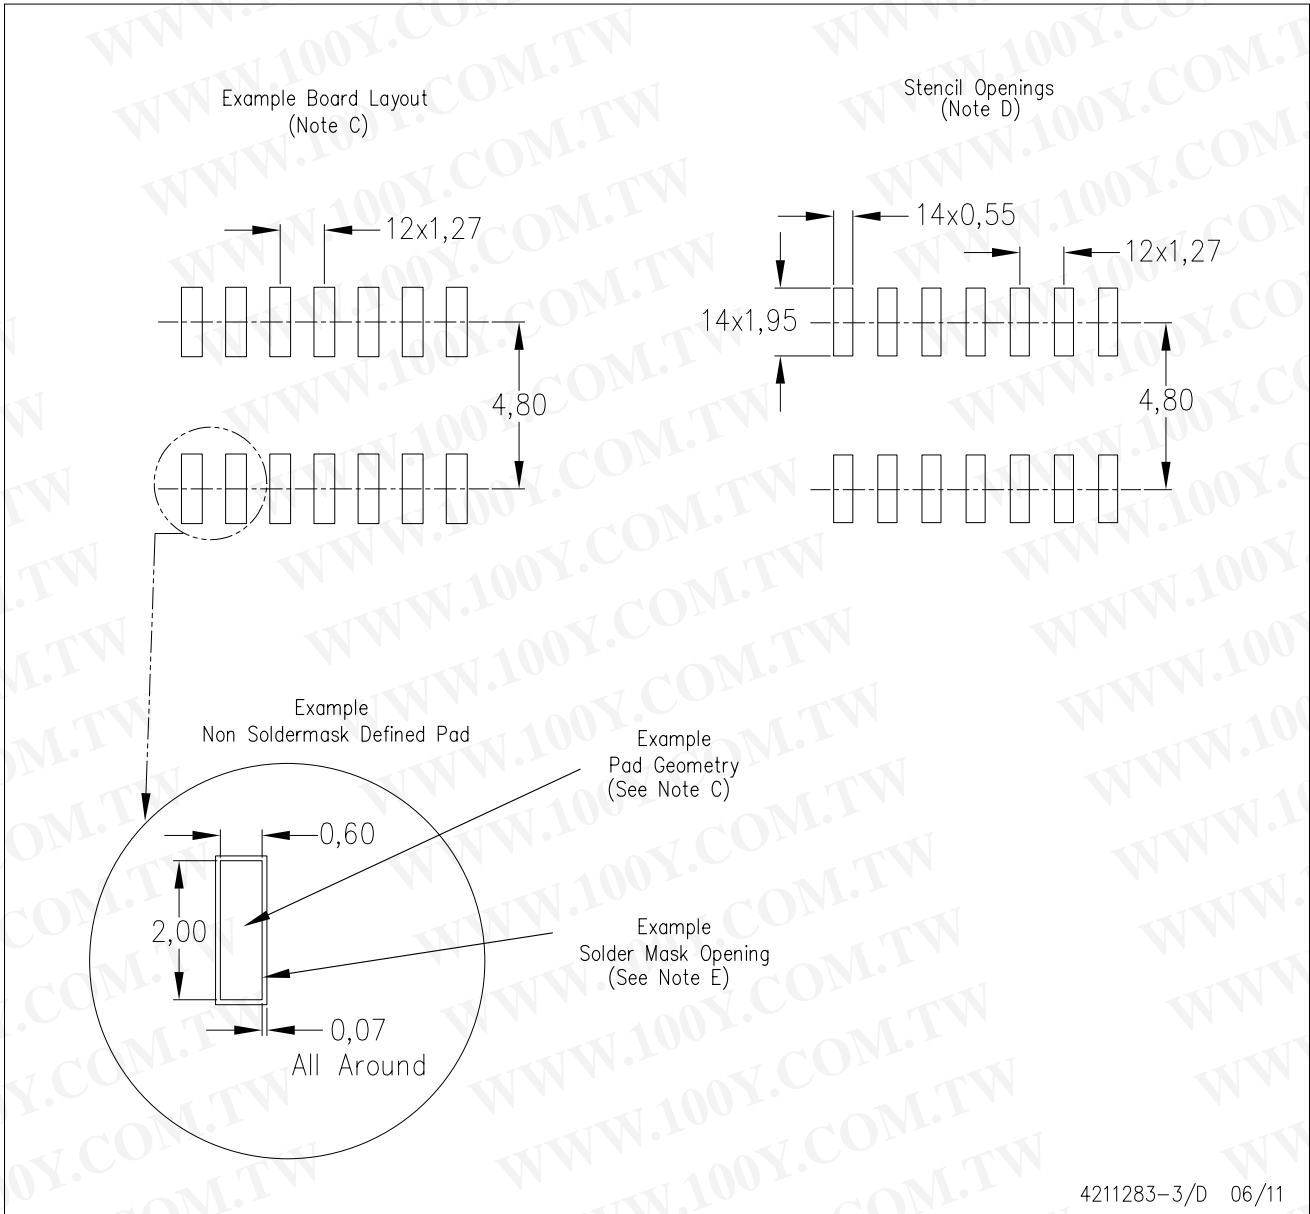 Example Board Layout
(Note C)
12x1,27
4,80
Stencil Openings
(Note D)
14x0,55
12x1,27
14x1,95
4,80
Example
Non Soldermask Defined Pad
Example
Pad Geometry
(See Note C)
0,60
2,00
Example
Solder Mask Opening
(See Note E)
0,07
All Around
4211283-3/D 06/11
WWW.100Y.COM.TW